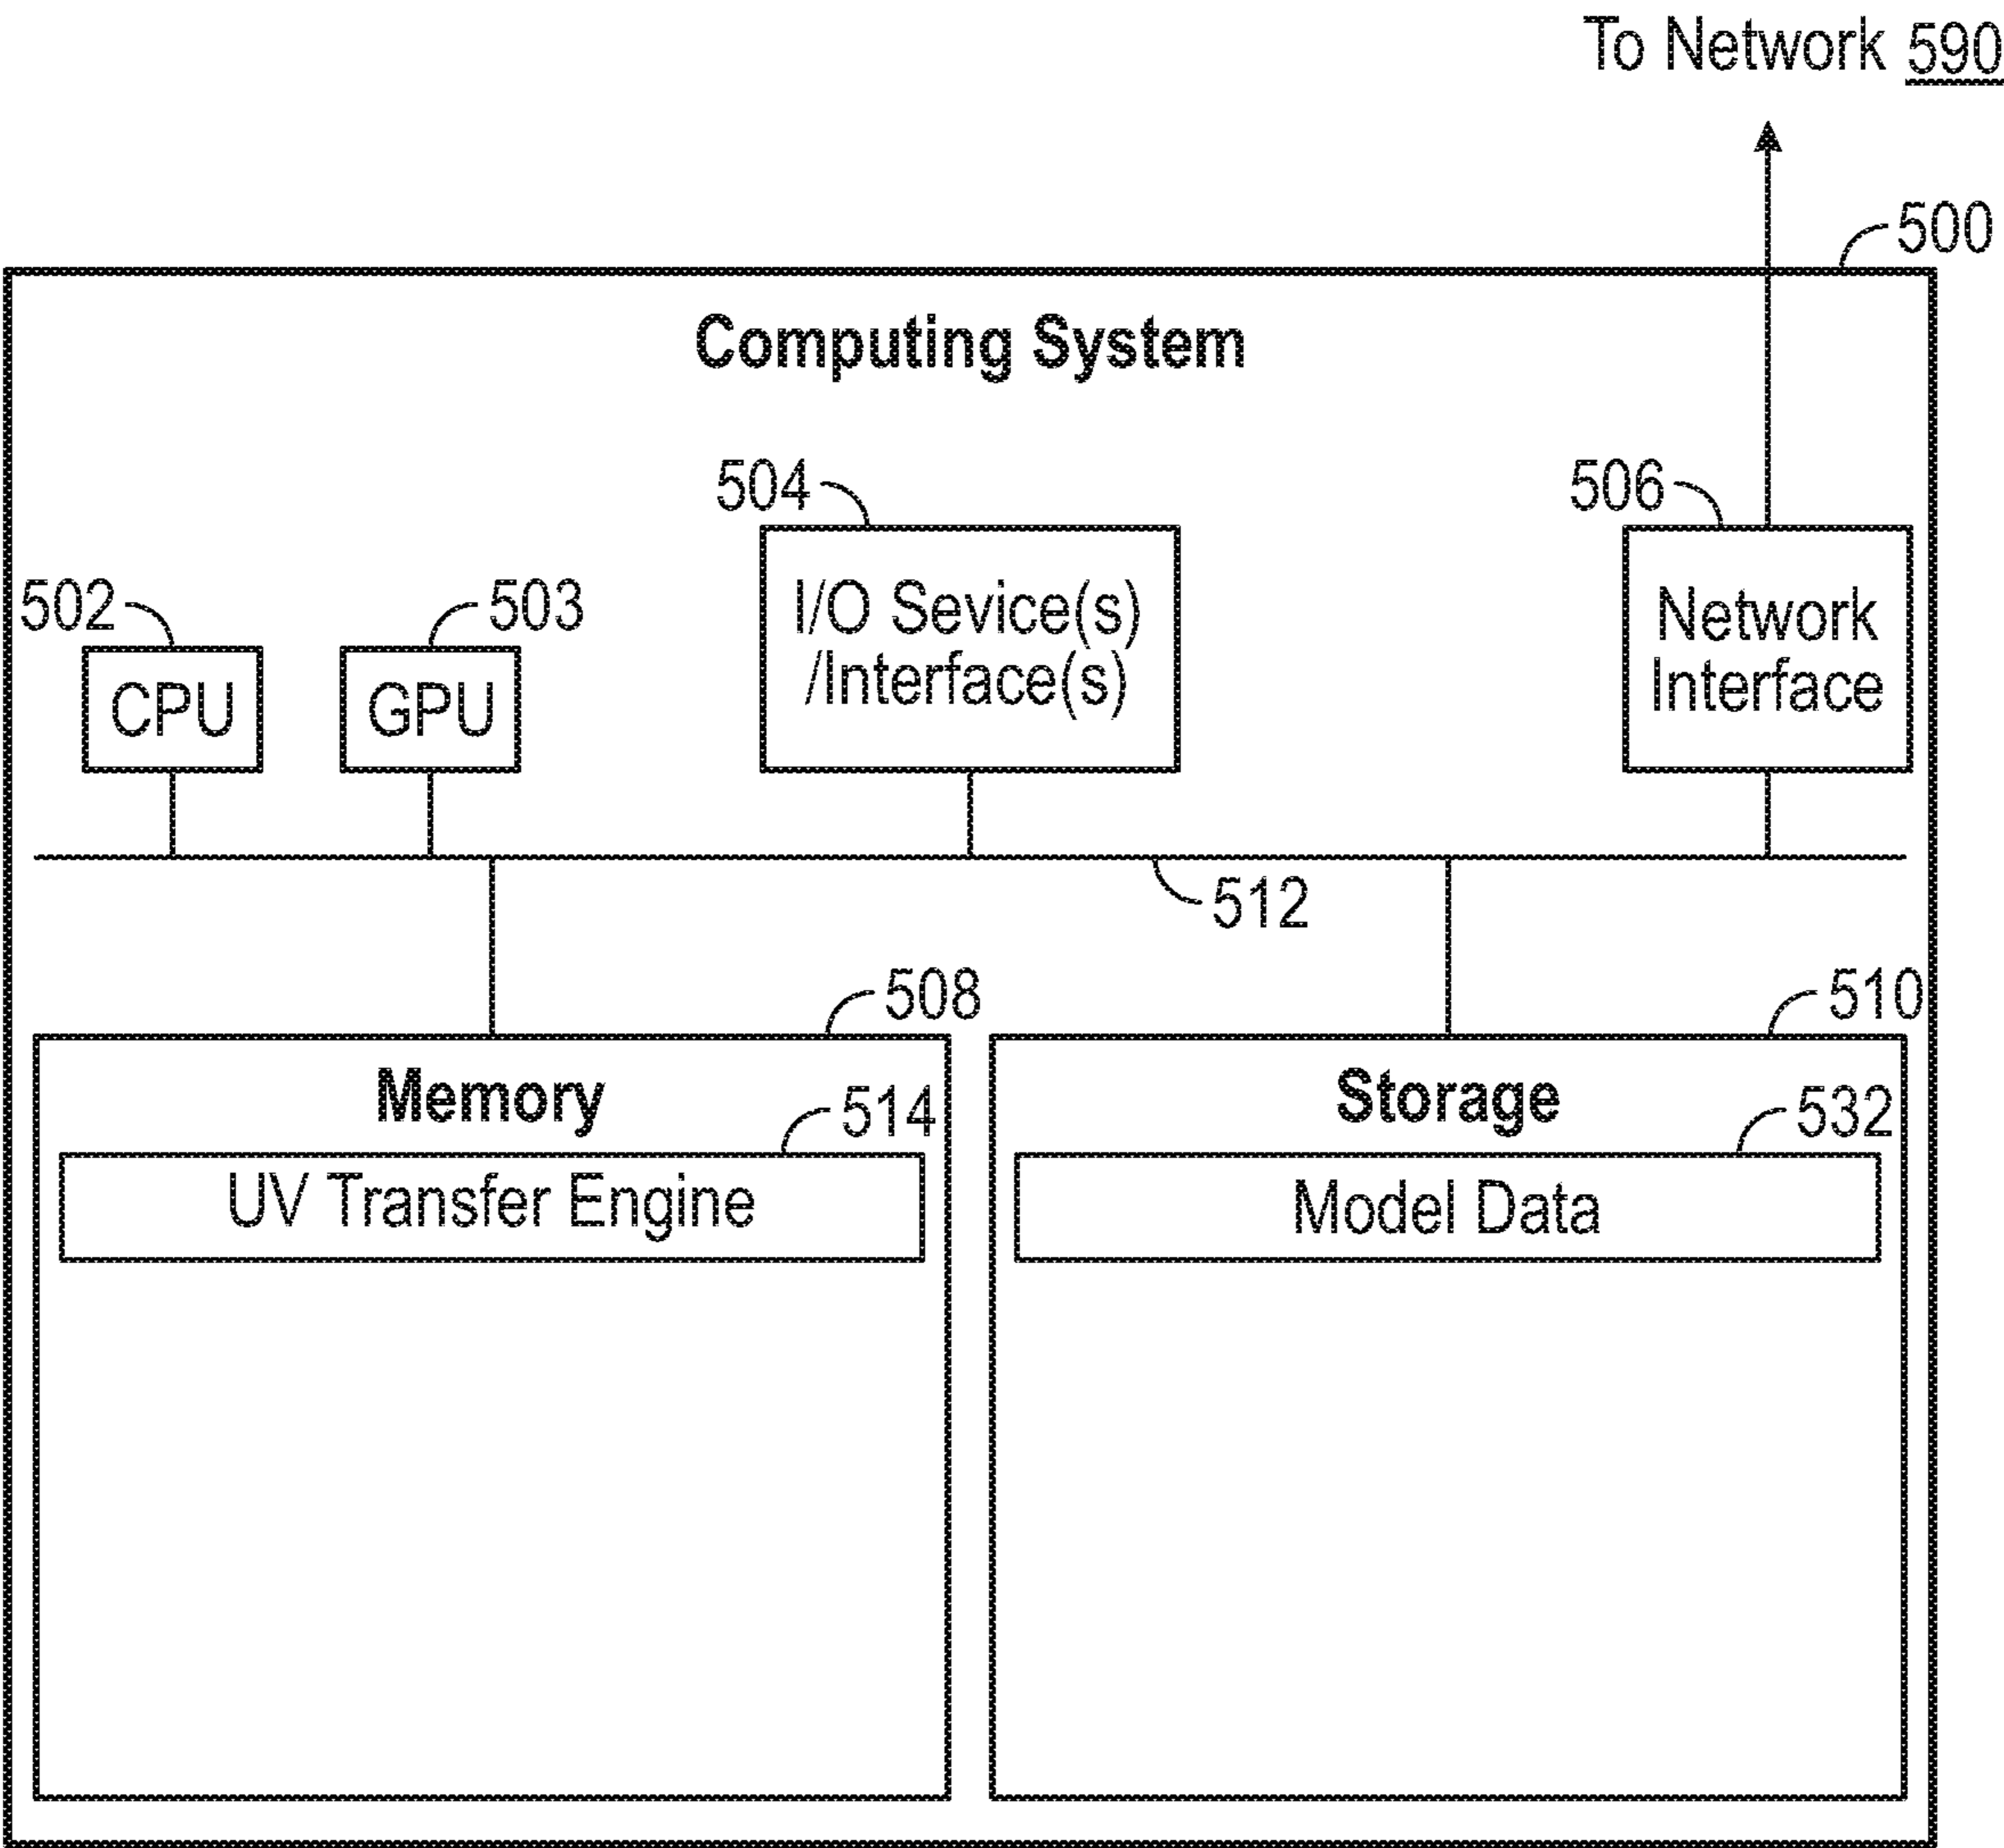 To Network 590
500
Computing System
504
506
502
503
I/O Sevice(s)
/Interface(s)
Network
Interface
CPU
GPU
512
508
510
Memory
Storage
514
532
UV Transfer Engine
Model Data